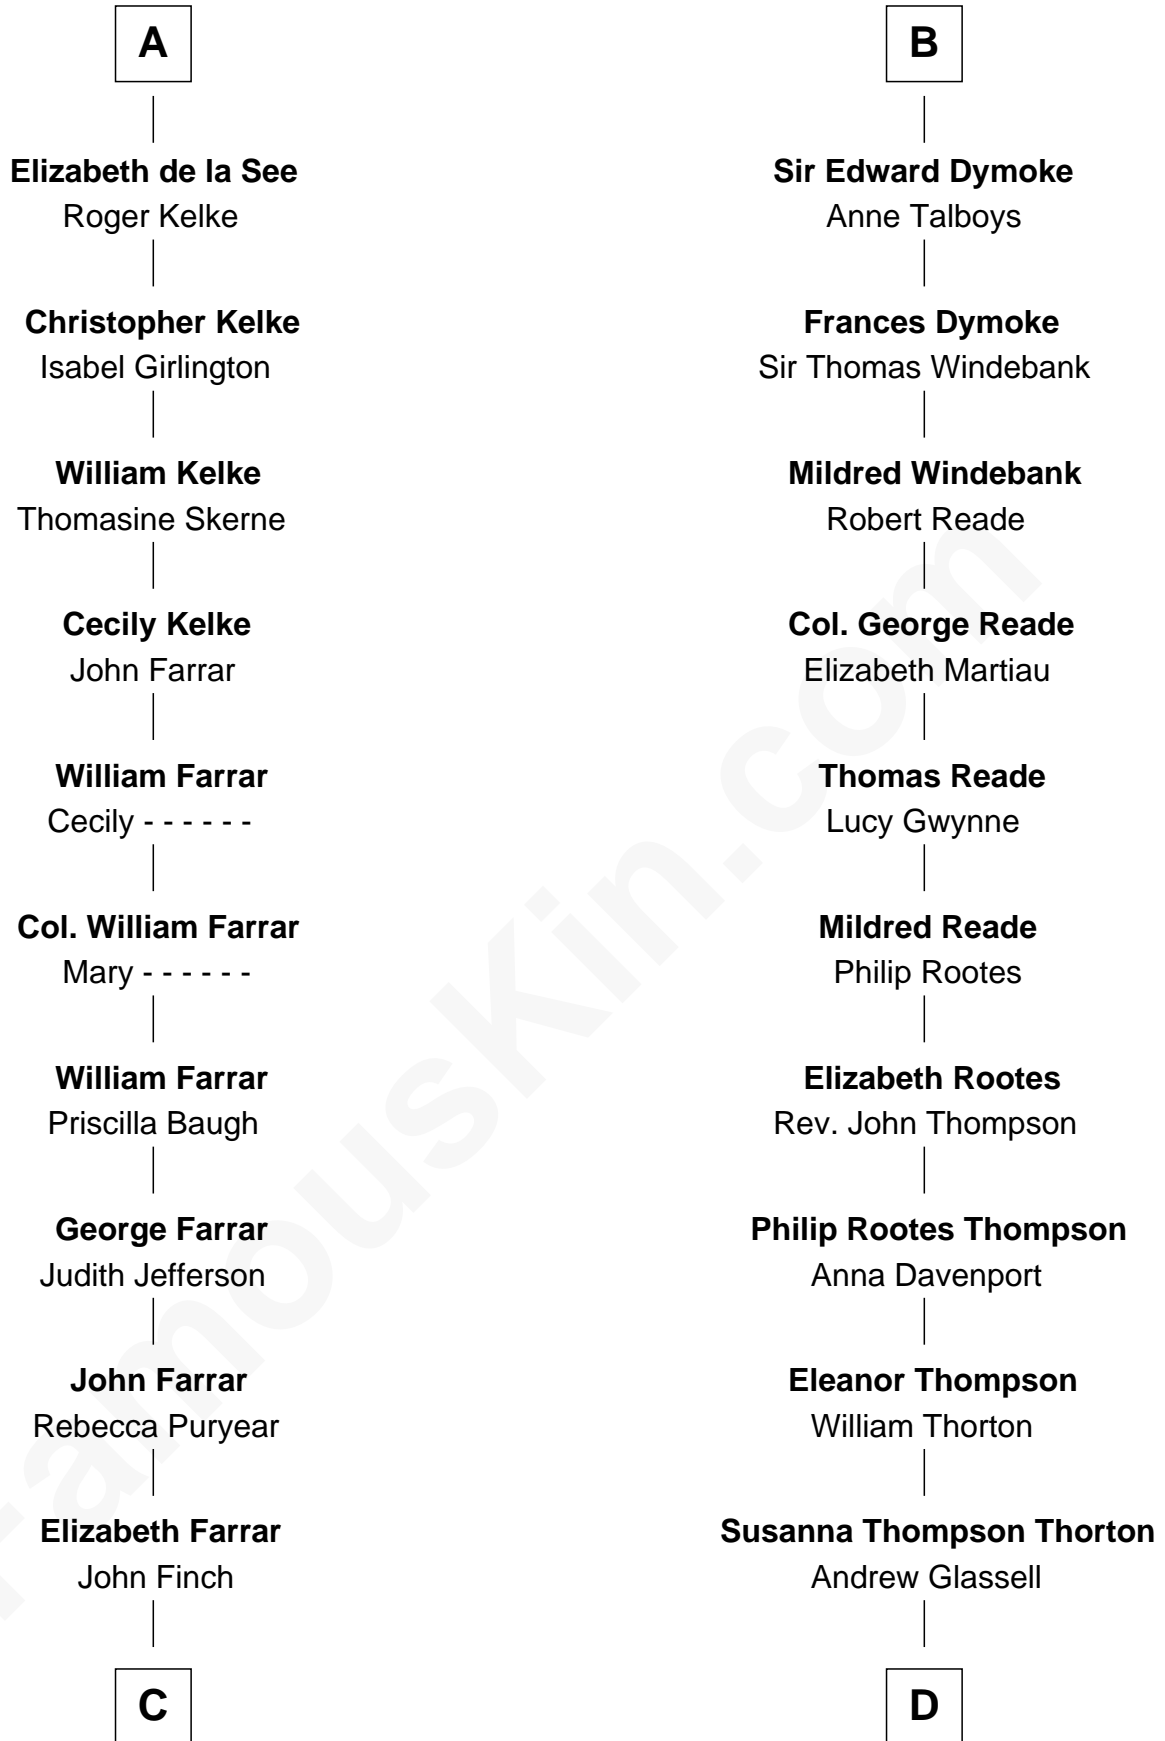 A
Elizabeth de la See
Roger Kelke
Christopher Kelke
Isabel Girlington
William Kelke
Thomasine Skerne
Cecily Kelke
John Farrar
William Farrar
Cecily - - - - - -
Col. William Farrar
Mary - - - - - -
William Farrar
Priscilla Baugh
George Farrar
Judith Jefferson
John Farrar
Rebecca Puryear
Elizabeth Farrar
John Finch
C
B
Sir Edward Dymoke
Anne Talboys
Frances Dymoke
Sir Thomas Windebank
Mildred Windebank
Robert Reade
Col. George Reade
Elizabeth Martiau
Thomas Reade
Lucy Gwynne
Mildred Reade
Philip Rootes
Elizabeth Rootes
Rev. John Thompson
Philip Rootes Thompson
Anna Davenport
Eleanor Thompson
William Thorton
Susanna Thompson Thorton
Andrew Glassell
D
FamousKin.com